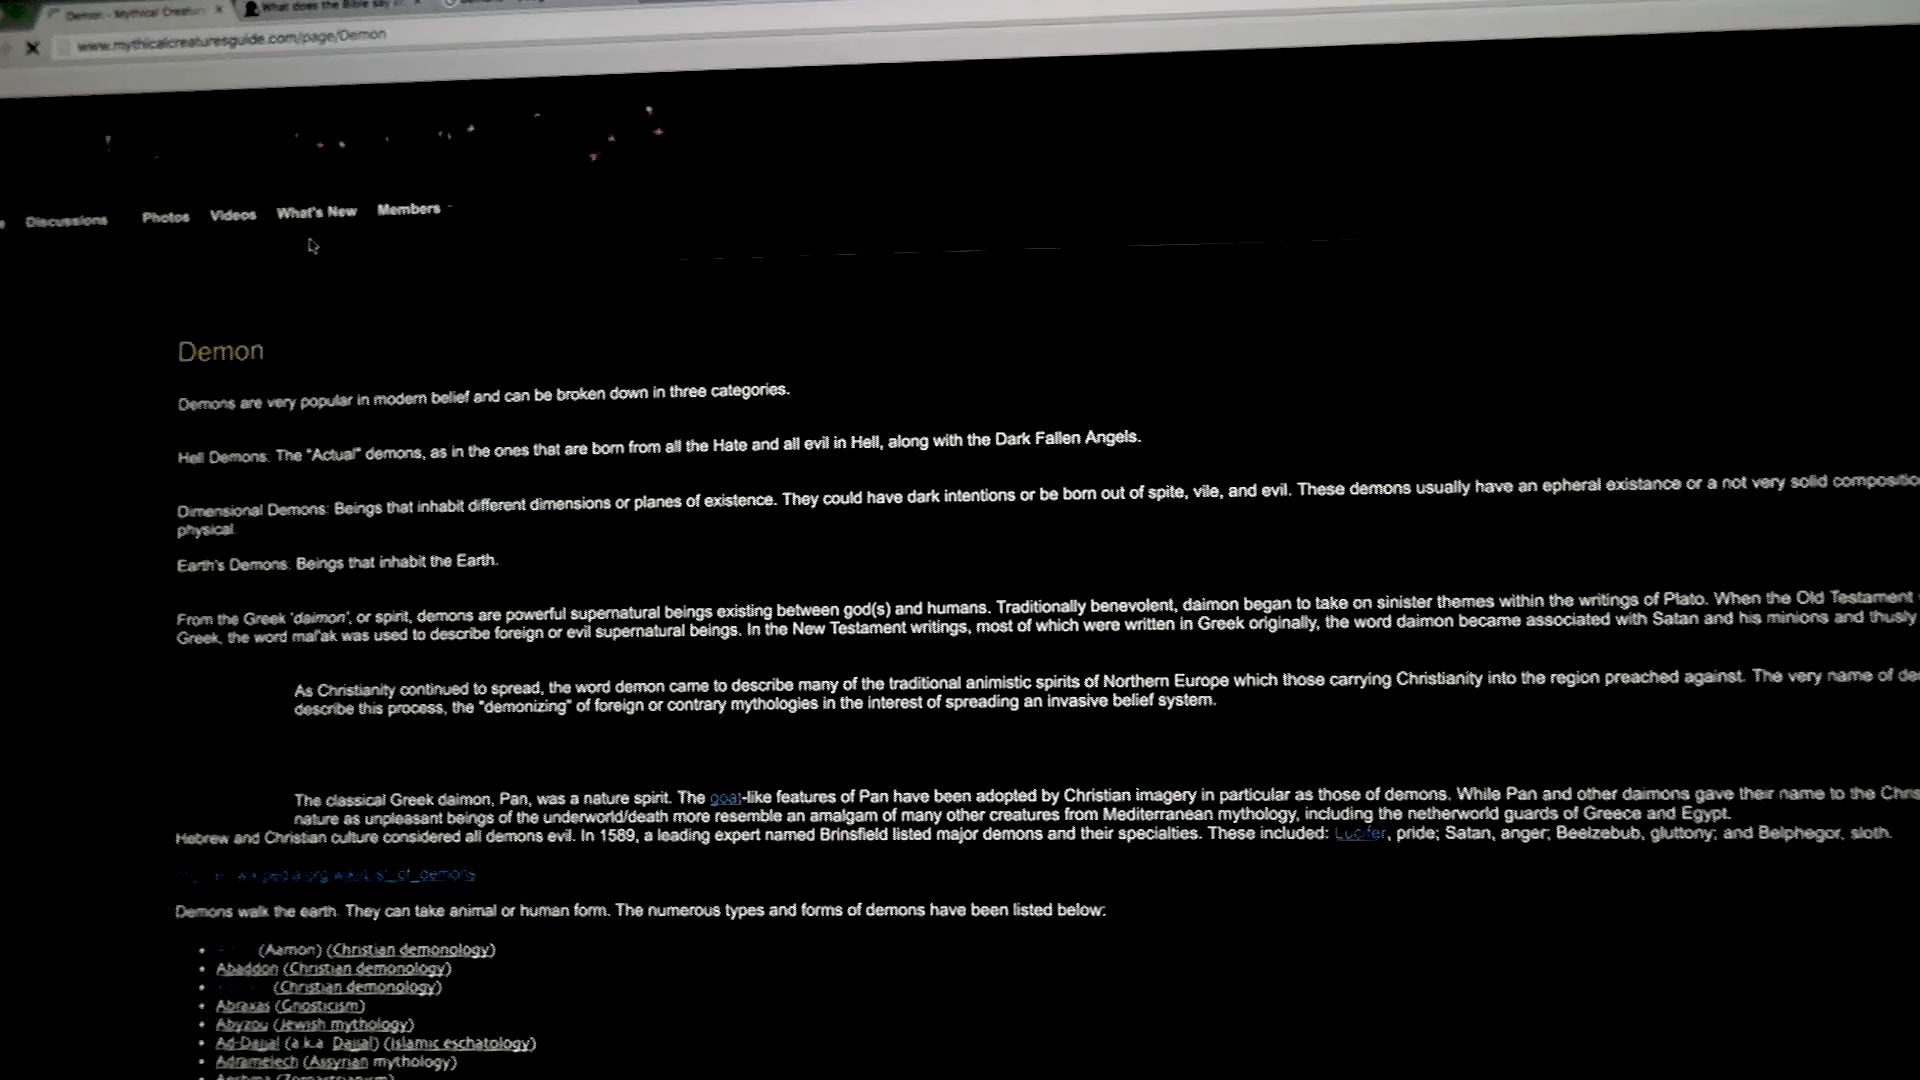 Demon - Mythical Creatur
What does the Bible say
www.mythicalcreaturesguide.com/page/Demon
Discussions Photos Videos What's New Members
Demon
Demons are very popular in modern belief and can be broken down in three categories.
Hell Demons: The "Actual" demons, as in the ones that are born from all the Hate and all evil in Hell, along with the Dark Fallen Angels.
Dimensional Demons: Beings that inhabit different dimensions or planes of existence. They could have dark intentions or be born out of spite, vile, and evil. These demons usually have an epheral existance or a not very solid compositio
physical.
Earth's Demons: Beings that inhabit the Earth.
From the Greek 'daimon', or spirit, demons are powerful supernatural beings existing between god(s) and humans. Traditionally benevolent, daimon began to take on sinister themes within the writings of Plato. When the Old Testament
Greek, the word mal'ak was used to describe foreign or evil supernatural beings. In the New Testament writings, most of which were written in Greek originally, the word daimon became associated with Satan and his minions and thusly
As Christianity continued to spread, the word demon came to describe many of the traditional animistic spirits of Northern Europe which those carrying Christianity into the region preached against. The very name of de
describe this process, the "demonizing" of foreign or contrary mythologies in the interest of spreading an invasive belief system.
The classical Greek daimon, Pan, was a nature spirit. The goat-like features of Pan have been adopted by Christian imagery in particular as those of demons. While Pan and other daimons gave their name to the Chris
nature as unpleasant beings of the underworld/death more resemble an amalgam of many other creatures from Mediterranean mythology, including the netherworld guards of Greece and Egypt.
Hebrew and Christian culture considered all demons evil. In 1589, a leading expert named Brinsfield listed major demons and their specialties. These included: Lucifer, pride; Satan, anger; Beelzebub, gluttony; and Belphegor, sloth.
List_of_demons
Demons walk the earth. They can take animal or human form. The numerous types and forms of demons have been listed below:
• (Aamon) (Christian demonology)
• Abaddon (Christian demonology)
• (Christian demonology)
• Abraxas (Gnosticism)
• Abyzou (Jewish mythology)
• Ad-Dajjal (a.k.a. Dajjal) (Islamic eschatology)
• Adramelech (Assyrian mythology)